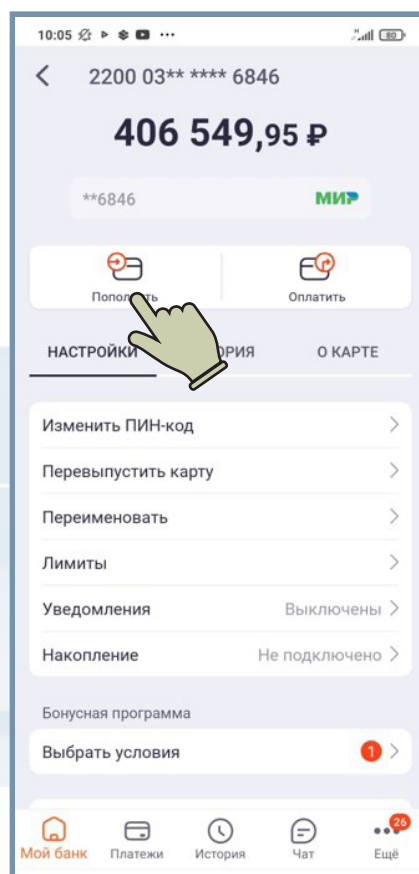 10:05
2200 03** **** 6846
406 549,95 ₽
**6846 МИР
Оплатить
НАСТРОЙКИ О КАРТЕ
Изменить ПИН-код
Перевыпустить карту
Переименовать
Лимиты
Уведомления Выключены
Накопление Не подключено
Бонусная программа
Выбрать условия 1
26
Мой банк Платежи История Чат Ещё